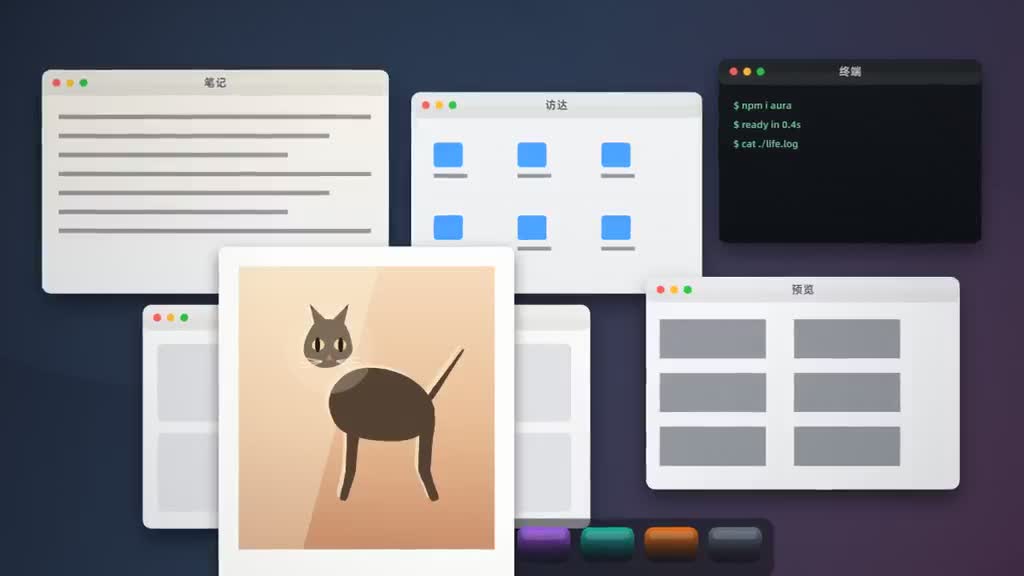 笔记
访达
终端
$ npm i aura
$ ready in 0.4s
$ cat ./life.log
预览